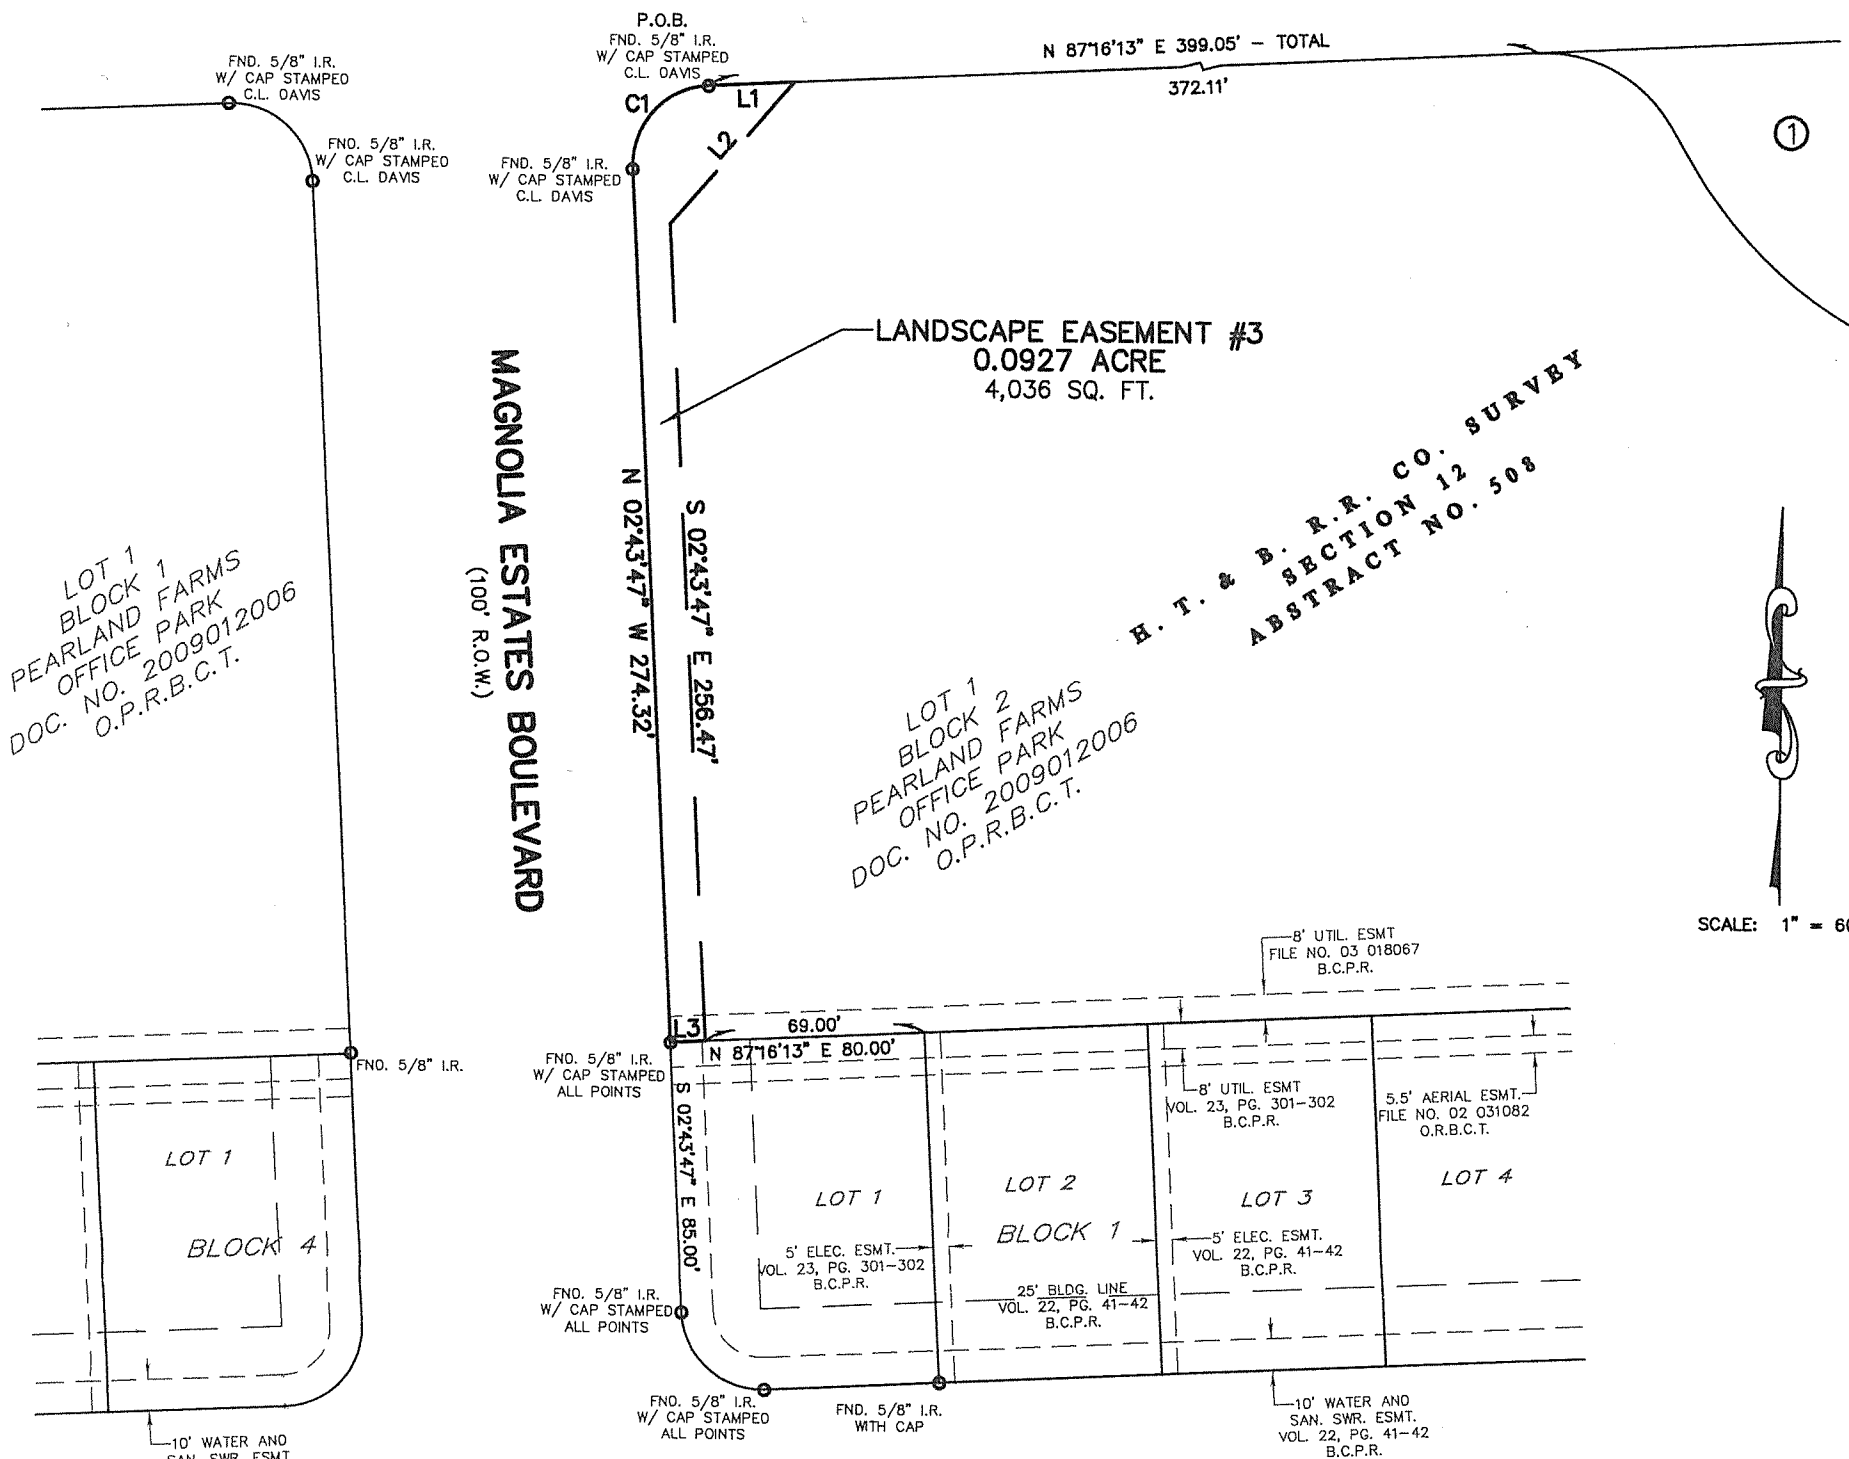 P.O.B.
FND. 5/8" I.R.
W/ CAP STAMPED
C.L. DAVIS
FND. 5/8" I.R.
W/ CAP STAMPED
C.L. DAVIS
FND. 5/8" I.R.
W/ CAP STAMPED
C.L. DAVIS
FND. 5/8" I.R.
W/ CAP STAMPED
C.L. DAVIS
C1
L1
L2
N 87°16'13" E 399.05' - TOTAL
372.11'
1
LANDSCAPE EASEMENT #3
0.0927 ACRE
4,036 SQ. FT.
MAGNOLIA ESTATES BOULEVARD
(100' R.O.W.)
N 02°43'47" W 274.32'
S 02°43'47" E 256.47'
H. T. & B. R.R. CO. SURVEY
SECTION 12
ABSTRACT NO. 508
LOT 1
BLOCK 1
PEARLAND FARMS
OFFICE PARK
DOC. NO. 2009012006
O.P.R.B.C.T.
LOT 1
BLOCK 2
PEARLAND FARMS
OFFICE PARK
DOC. NO. 2009012006
O.P.R.B.C.T.
SCALE: 1" =
8' UTIL. ESMT
FILE NO. 03 018067
B.C.P.R.
L3
69.00'
N 87°16'13" E 80.00'
FND. 5/8" I.R.
FND. 5/8" I.R.
W/ CAP STAMPED
ALL POINTS
S 02°43'47" E 85.00'
8' UTIL. ESMT
VOL. 23, PG. 301-302
B.C.P.R.
5.5' AERIAL ESMT.
FILE NO. 02 031082
O.R.B.C.T.
LOT 1
BLOCK 4
LOT 1
LOT 2
BLOCK 1
LOT 3
LOT 4
5' ELEC. ESMT.
VOL. 23, PG. 301-302
B.C.P.R.
5' ELEC. ESMT.
VOL. 22, PG. 41-42
B.C.P.R.
25' BLDG. LINE
VOL. 22, PG. 41-42
B.C.P.R.
FND. 5/8" I.R.
W/ CAP STAMPED
ALL POINTS
FND. 5/8" I.R.
W/ CAP STAMPED
ALL POINTS
FND. 5/8" I.R.
WITH CAP
10' WATER AND
SAN. SWR. ESMT.
VOL. 22, PG. 41-42
B.C.P.R.
10' WATER AND
SAN. SWR. ESMT.